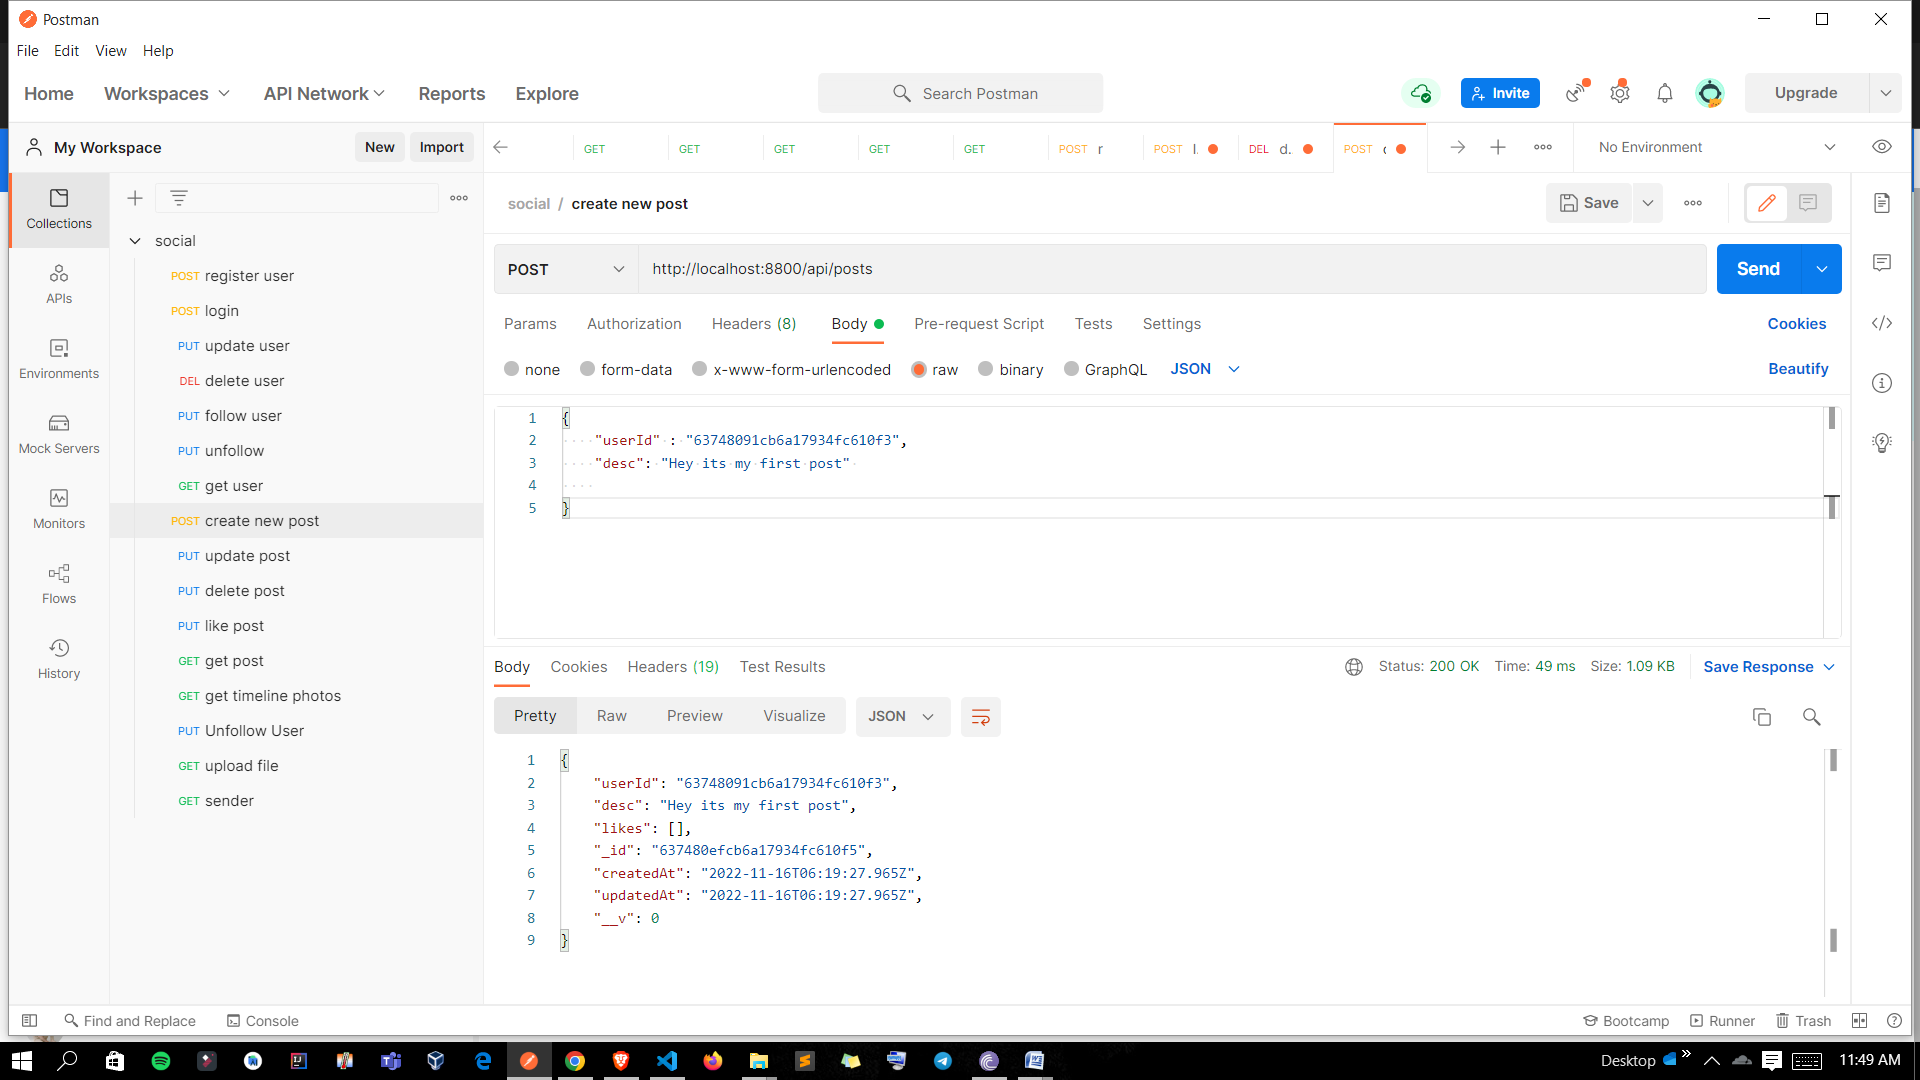 Postman
File Edit View Help
Home Workspaces API Network Reports Explore
Search Postman
Invite
Upgrade
My Workspace
New Import
GET GET GET GET GET POST r POST l. DEL d. POST c
No Environment
Collections
APIs
Environments
Mock Servers
Monitors
Flows
History
social
POST register user
POST login
PUT update user
DEL delete user
PUT follow user
PUT unfollow
GET get user
POST create new post
PUT update post
PUT delete post
PUT like post
GET get post
GET get timeline photos
PUT Unfollow User
GET upload file
GET sender
social / create new post
Save
POST http://localhost:8800/api/posts
Send
Params Authorization Headers (8) Body Pre-request Script Tests Settings
Cookies
none form-data x-www-form-urlencoded raw binary GraphQL JSON
Beautify
1 {
2 "userId" : "63748091cb6a17934fc610f3",
3 "desc": "Hey its my first post"
4
5 }
Body Cookies Headers (19) Test Results
Status: 200 OK Time: 49 ms Size: 1.09 KB Save Response
Pretty Raw Preview Visualize JSON
1 {
2 "userId": "63748091cb6a17934fc610f3",
3 "desc": "Hey its my first post",
4 "likes": [],
5 "_id": "637480efcb6a17934fc610f5",
6 "createdAt": "2022-11-16T06:19:27.965Z",
7 "updatedAt": "2022-11-16T06:19:27.965Z",
8 "__v": 0
9 }
Find and Replace Console
Bootcamp Runner Trash
Desktop 11:49 AM